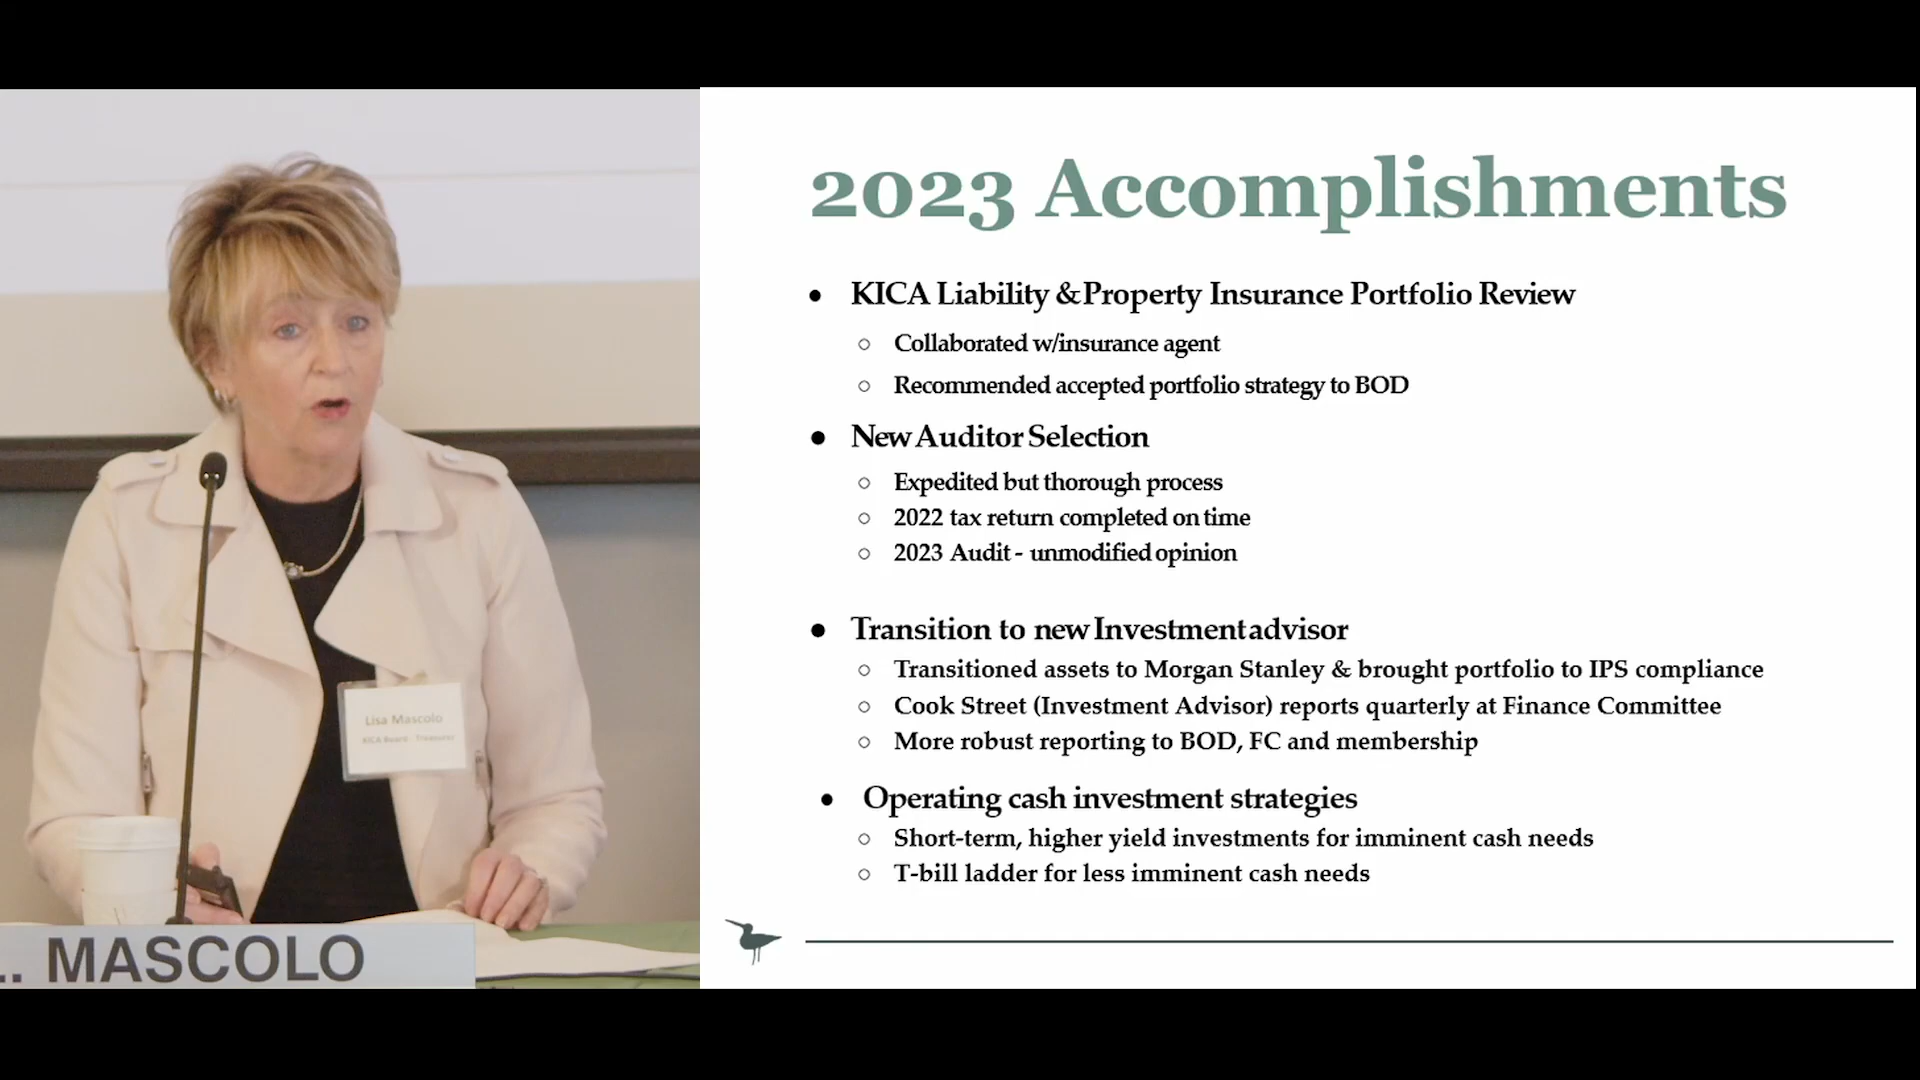 2023 Accomplishments
KICA Liability & Property Insurance Portfolio Review
Collaborated w/insurance agent
Recommended accepted portfolio strategy to BOD
New Auditor Selection
Expedited but thorough process
2022 tax return completed on time
2023 Audit - unmodified opinion
Transition to new Investment advisor
Transitioned assets to Morgan Stanley & brought portfolio to IPS compliance
Cook Street (Investment Advisor) reports quarterly at Finance Committee
More robust reporting to BOD, FC and membership
Operating cash investment strategies
Short-term, higher yield investments for imminent cash needs
T-bill ladder for less imminent cash needs
Lisa Mascolo
KICA Board - Treasurer
L. MASCOLO